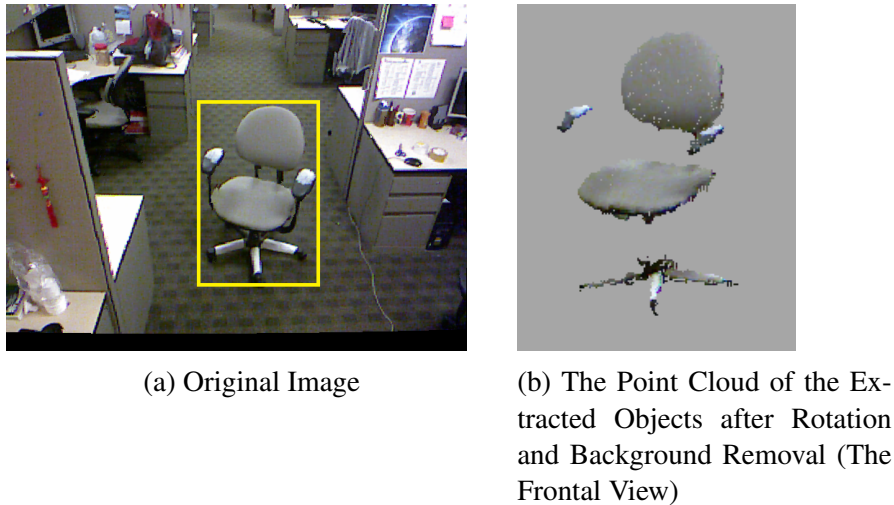 (a) Original Image
(b) The Point Cloud of the Ex-
tracted Objects after Rotation
and Background Removal (The
Frontal View)